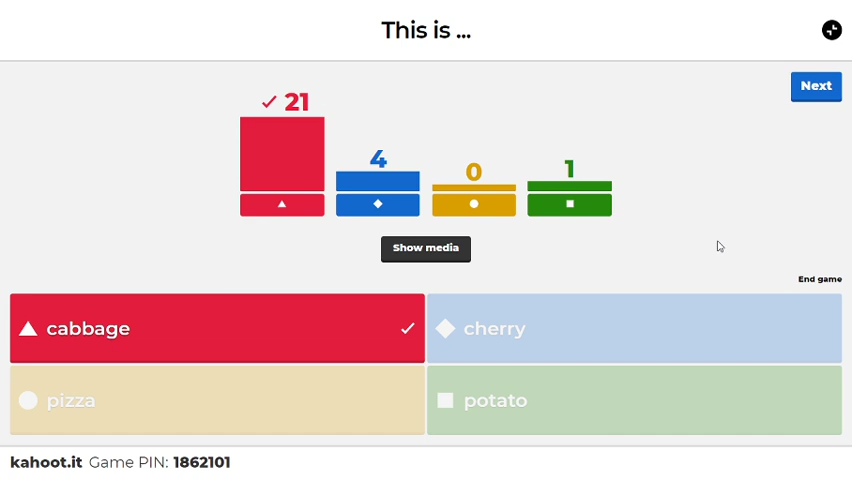 This is ...
Next
21
4
0
1
Show media
End game
cabbage
cherry
pizza
potato
kahoot.it Game PIN: 1862101